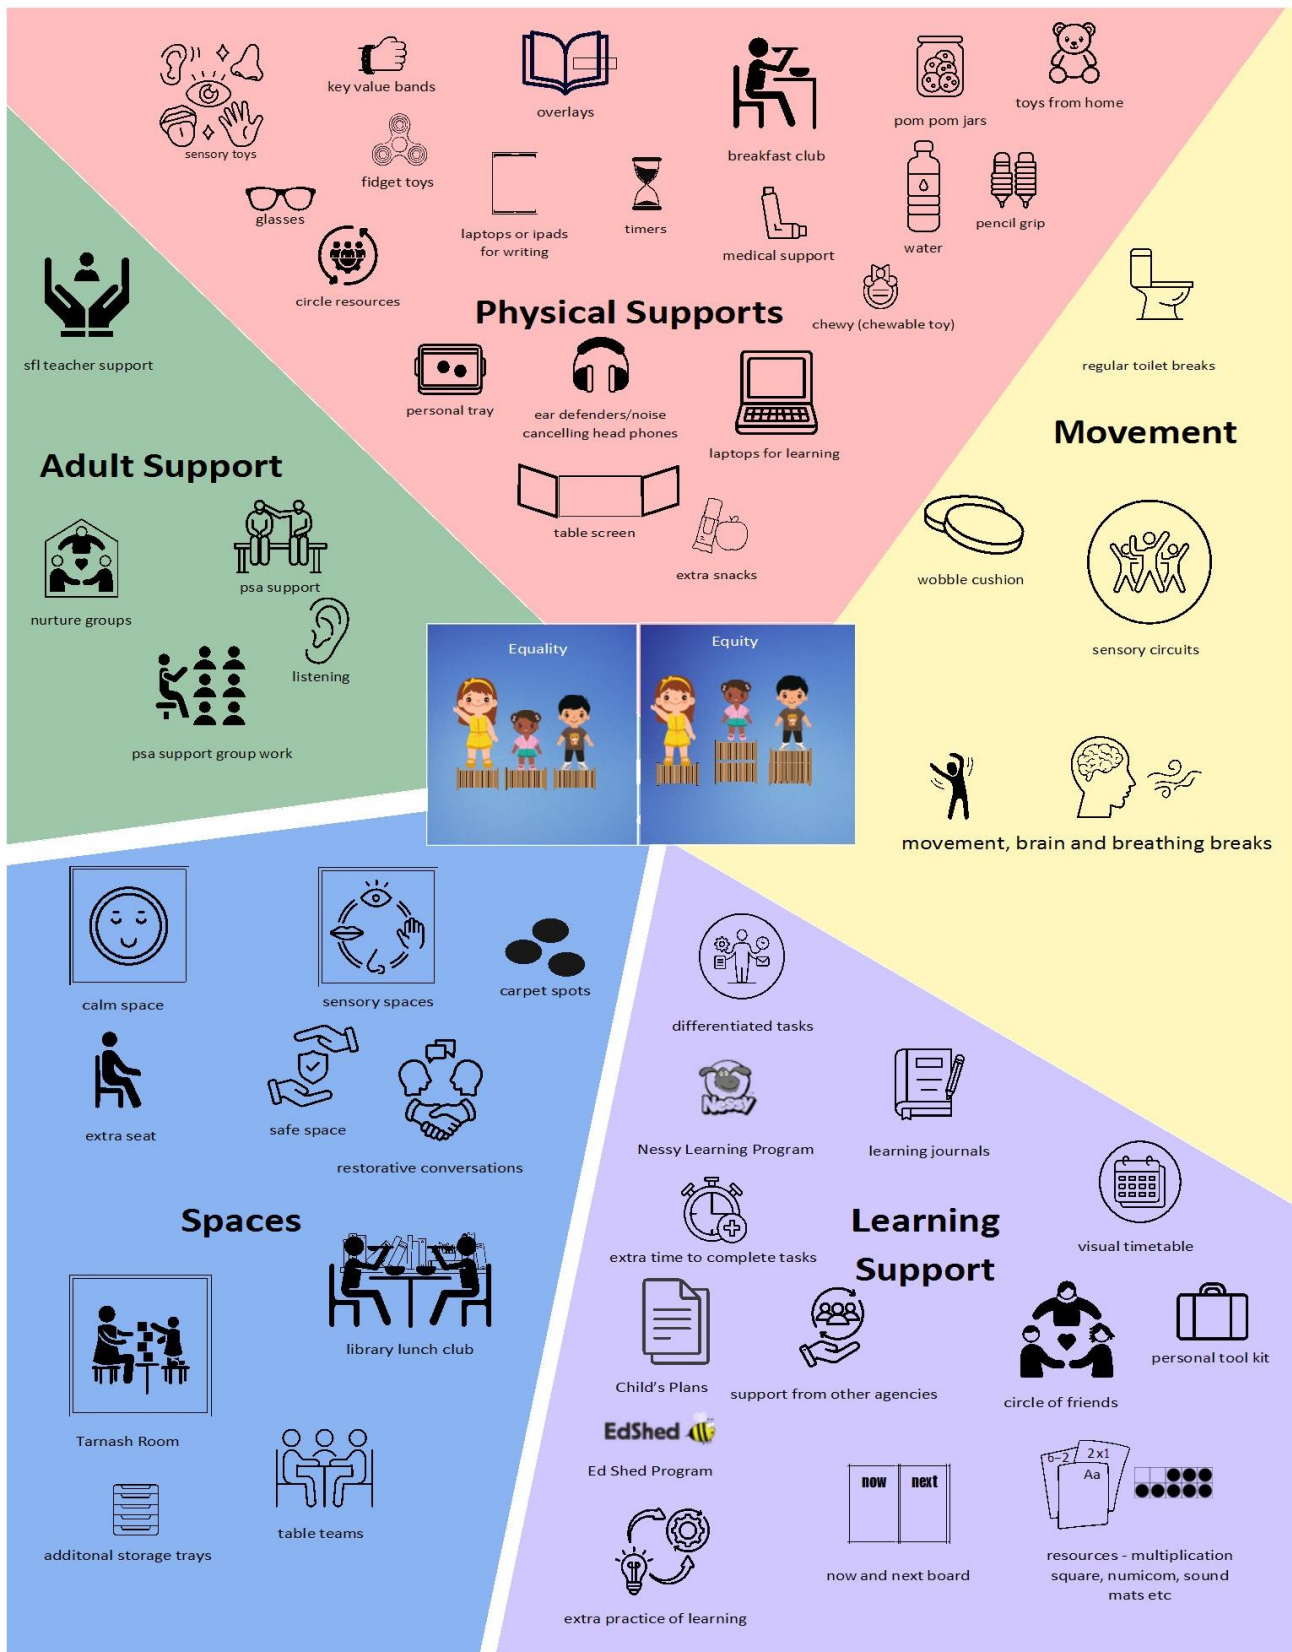 key value bands
overlays
sensory toys
fidget toys
glasses
circle resources
laptops or ipads
for writing
timers
breakfast club
medical support
pom pom jars
toys from home
water
pencil grip
chewy (chewable toy)
Physical Supports
personal tray
ear defenders/noise
cancelling head phones
laptops for learning
table screen
extra snacks
sfl teacher support
Adult Support
nurture groups
psa support
listening
psa support group work
regular toilet breaks
Movement
wobble cushion
sensory circuits
movement, brain and breathing breaks
Equality
Equity
calm space
sensory spaces
carpet spots
extra seat
safe space
restorative conversations
Spaces
library lunch club
Tarnash Room
table teams
additonal storage trays
differentiated tasks
Nessy
Nessy Learning Program
learning journals
extra time to complete tasks
Learning
Support
visual timetable
Child's Plans
support from other agencies
circle of friends
personal tool kit
EdShed
Ed Shed Program
now
next
now and next board
6-2
2x1
Aa
resources - multiplication
square, numicom, sound
mats etc
extra practice of learning